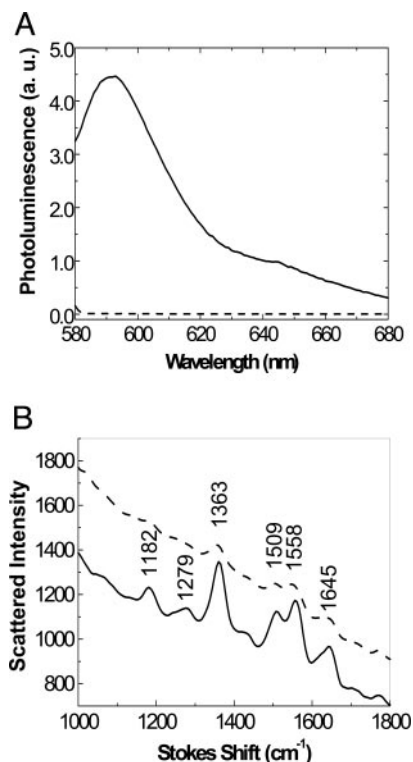 A
Photoluminescence (a. u.)
5.0
4.0
3.0
2.0
1.0
0.0
580 600 620 640 660 680
Wavelength (nm)
B
Scattered Intensity
1800
1600
1400
1200
1000
800
1182
1279
1363
1509
1558
1645
1000 1200 1400 1600 1800
Stokes Shift (cm⁻¹)